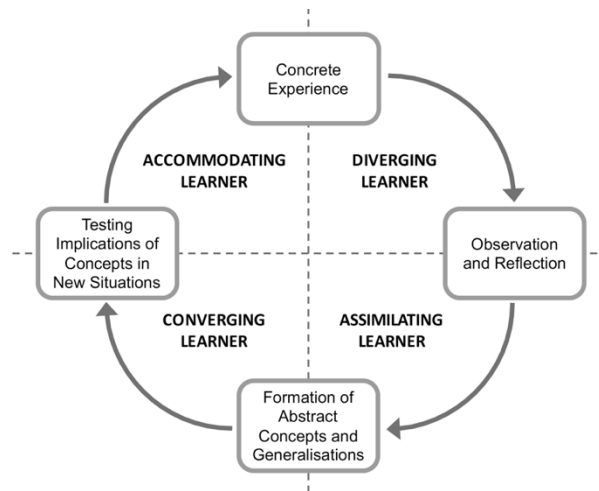 Concrete
Experience
ACCOMMODATING
LEARNER
DIVERGING
LEARNER
Testing
Implications of
Concepts in
New Situations
Observation
and Reflection
CONVERGING
LEARNER
ASSIMILATING
LEARNER
Formation of
Abstract
Concepts and
Generalisations